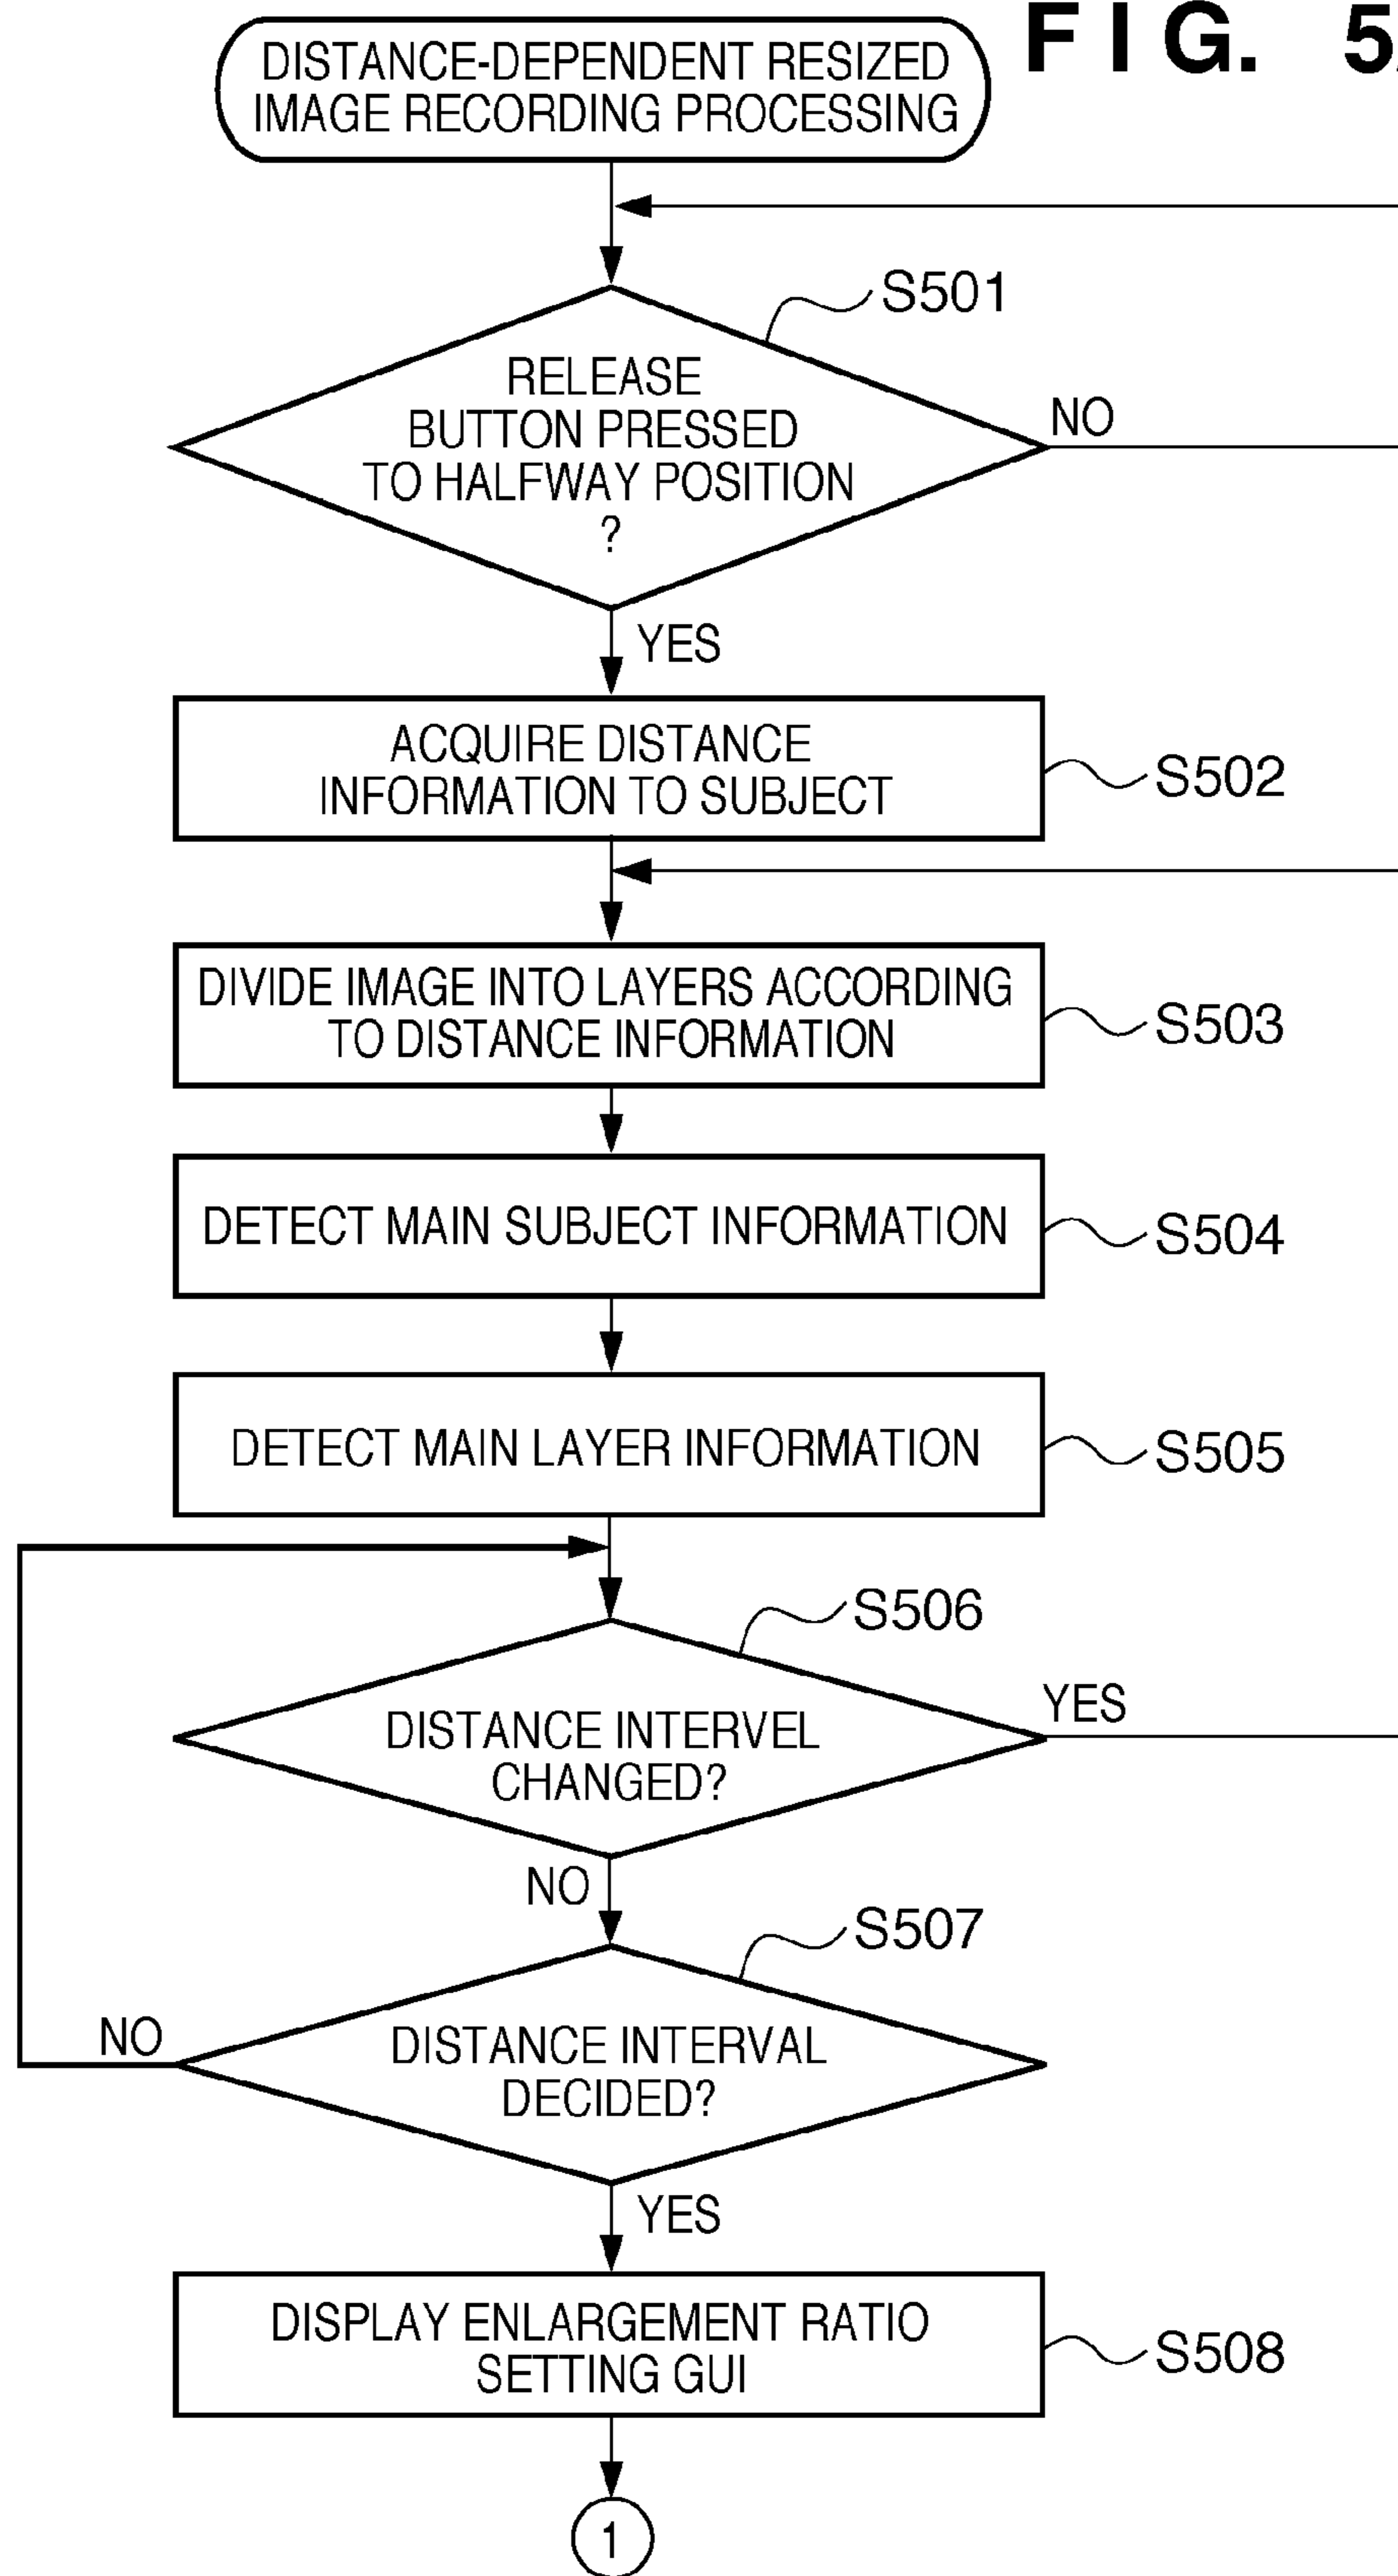 FIG. 5
DISTANCE-DEPENDENT RESIZED
IMAGE RECORDING PROCESSING
S501
RELEASE
BUTTON PRESSED
TO HALFWAY POSITION
?
NO
YES
ACQUIRE DISTANCE
INFORMATION TO SUBJECT
S502
DIVIDE IMAGE INTO LAYERS ACCORDING
TO DISTANCE INFORMATION
S503
DETECT MAIN SUBJECT INFORMATION
S504
DETECT MAIN LAYER INFORMATION
S505
S506
DISTANCE INTERVEL
CHANGED?
YES
NO
S507
DISTANCE INTERVAL
DECIDED?
NO
YES
DISPLAY ENLARGEMENT RATIO
SETTING GUI
S508
1